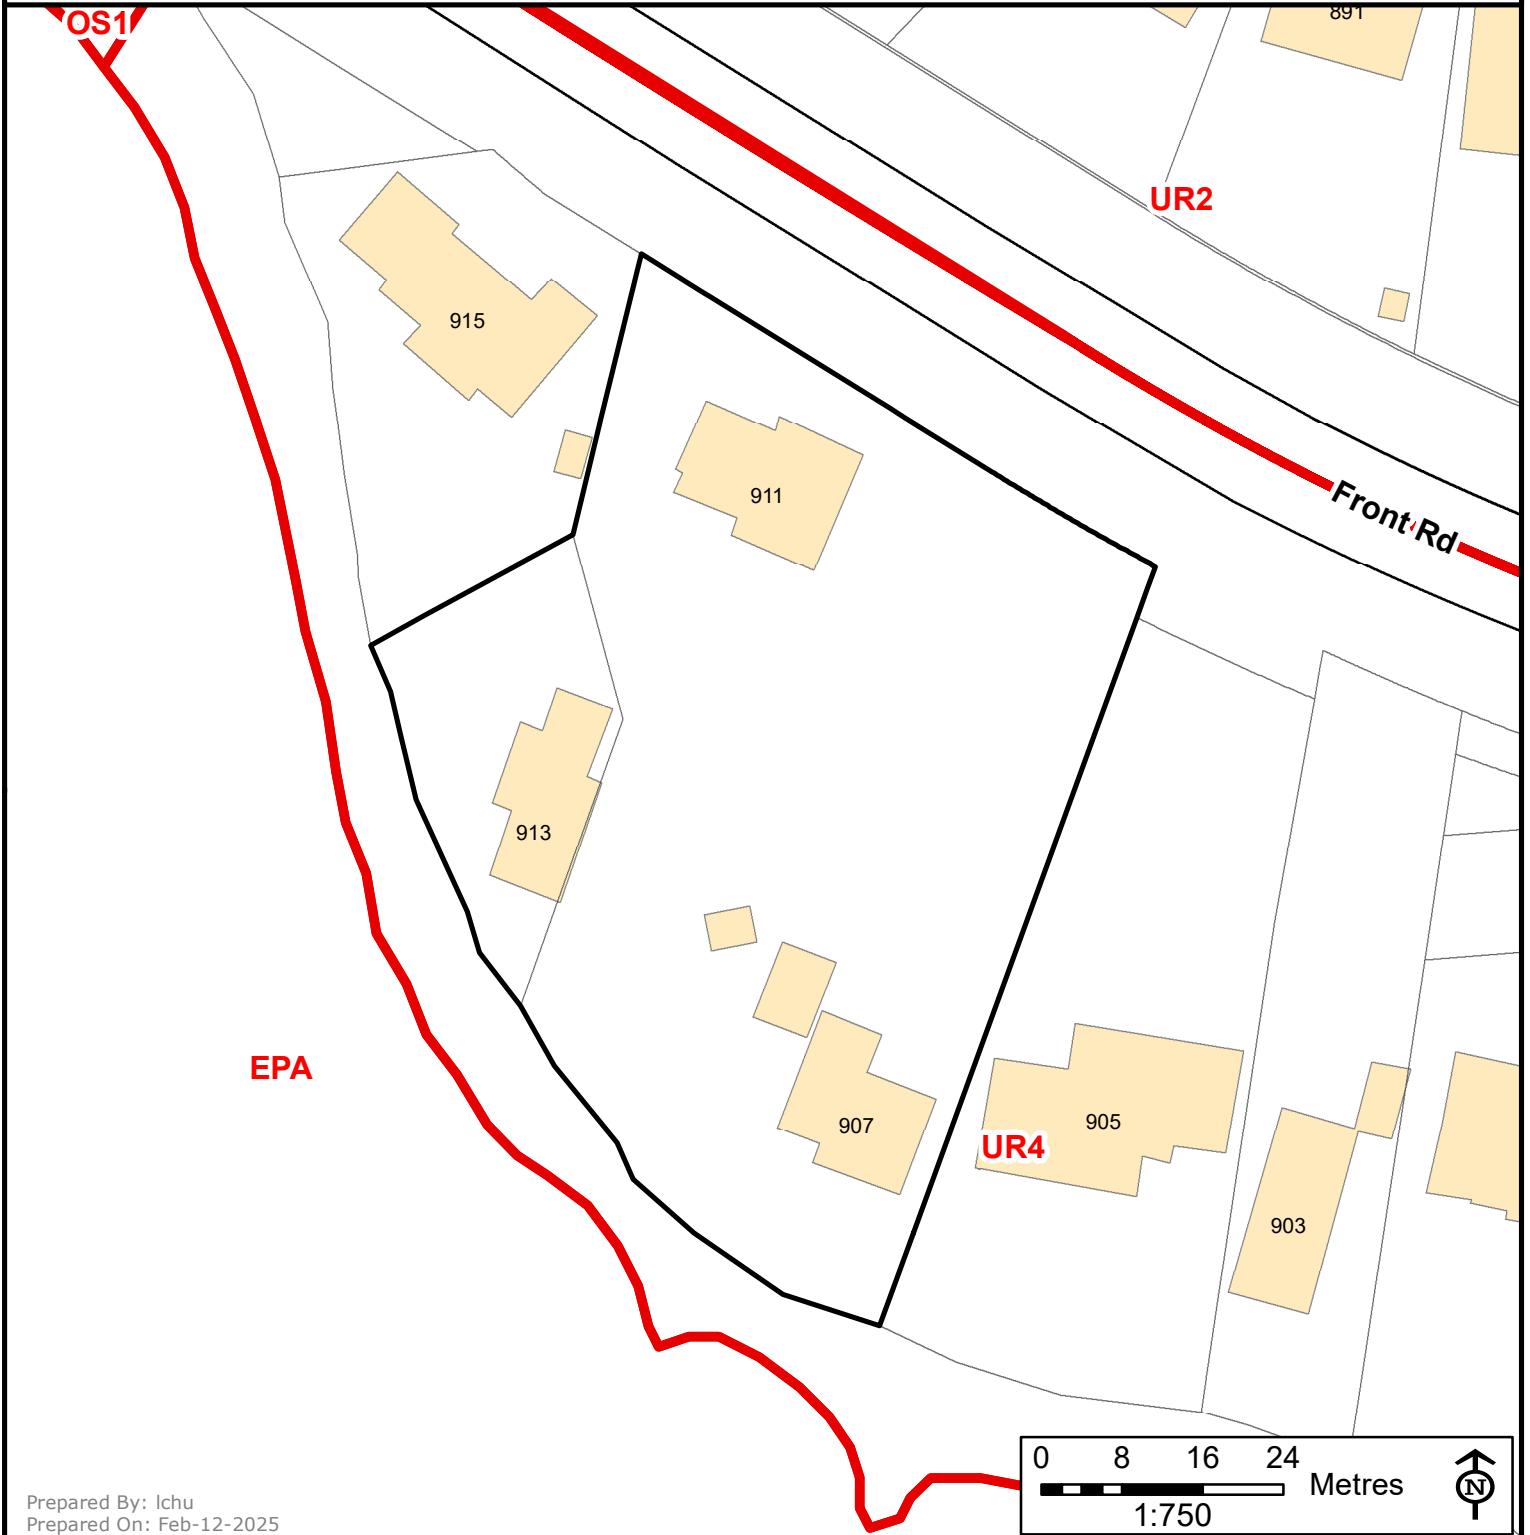 OS1
891
UR2
915
911
Front Rd
913
EPA
907
905
UR4
903
0 8 16 24
Metres
1:750
N
Prepared By: lchu
Prepared On: Feb-12-2025